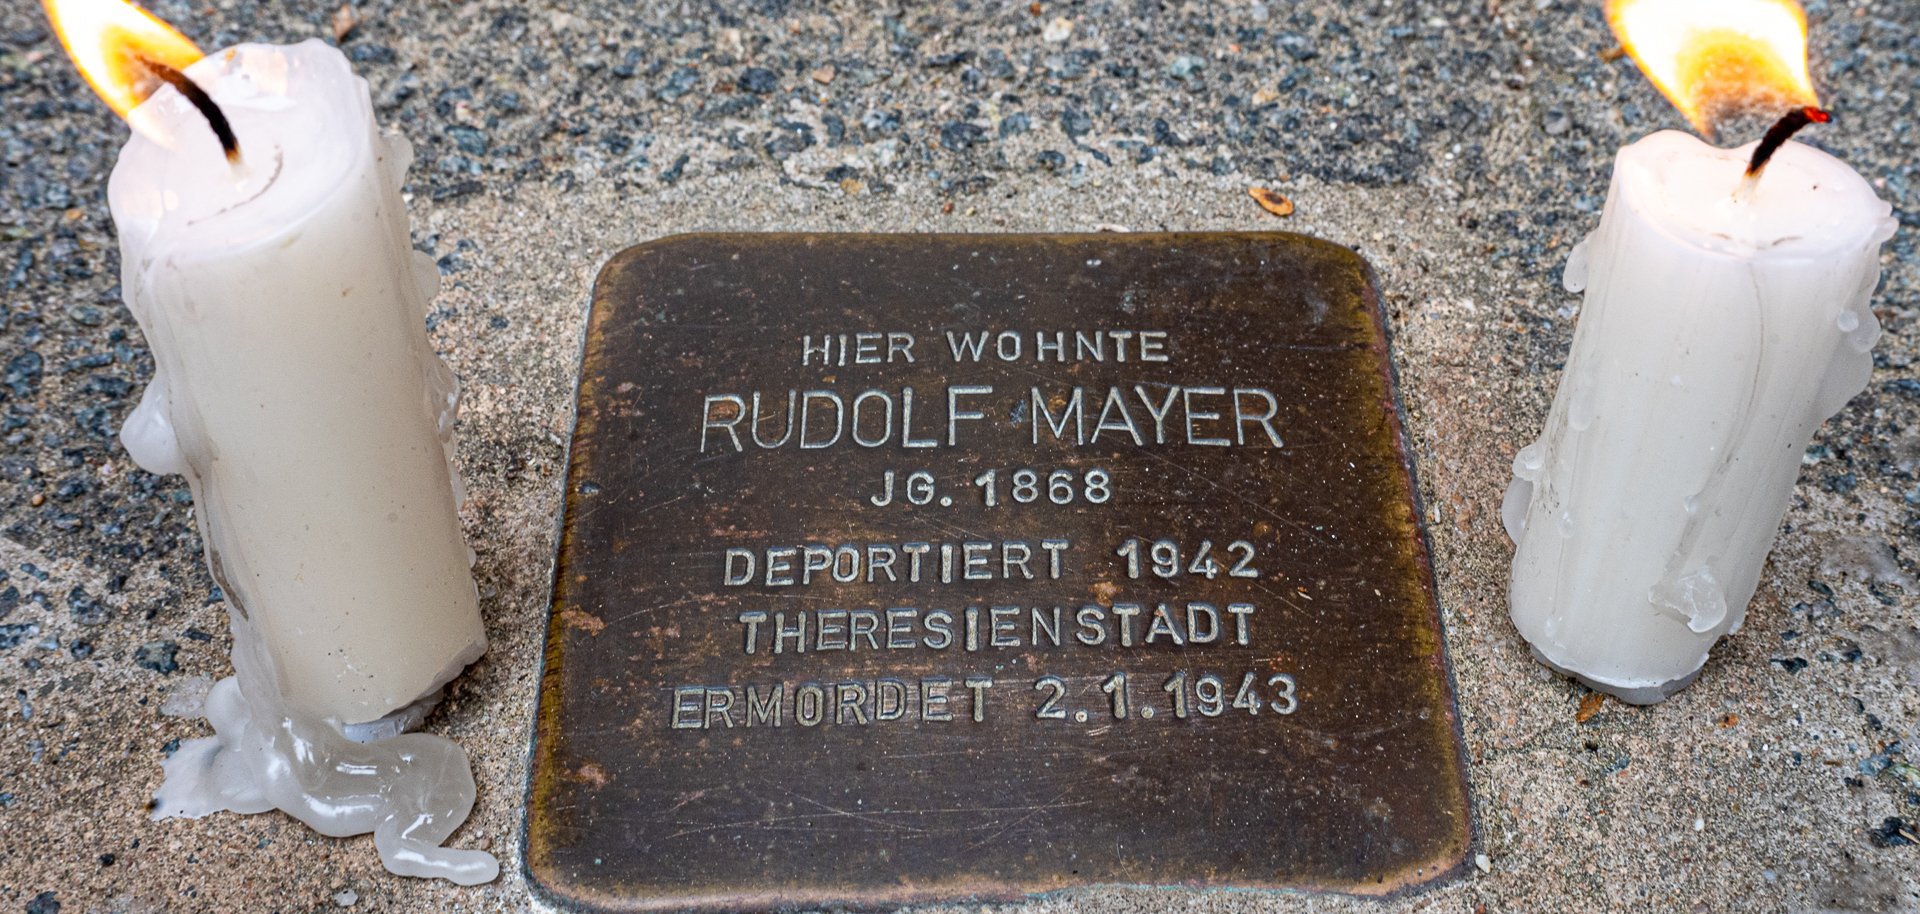 HIER WOHNTE
RUDOLF MAYER
JG. 1868
DEPORTIERT 1942
THERESIENSTADT
ERMORDET 2.1.1943